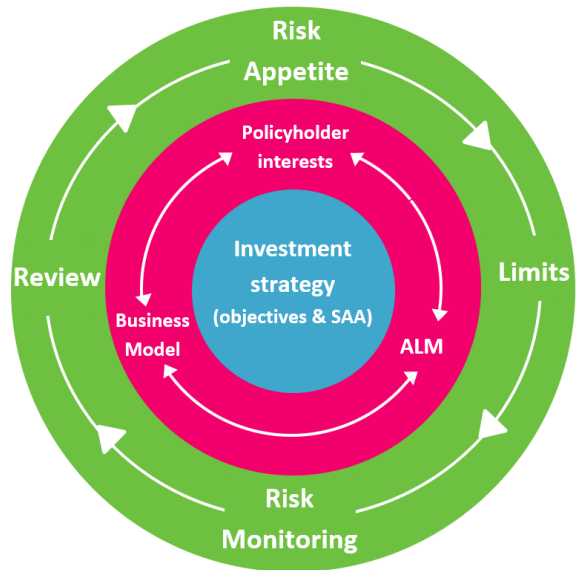 Risk
Appetite
Policyholder
interests
Investment
strategy
(objectives & SAA)
Review
Limits
Business
Model
ALM
Risk
Monitoring